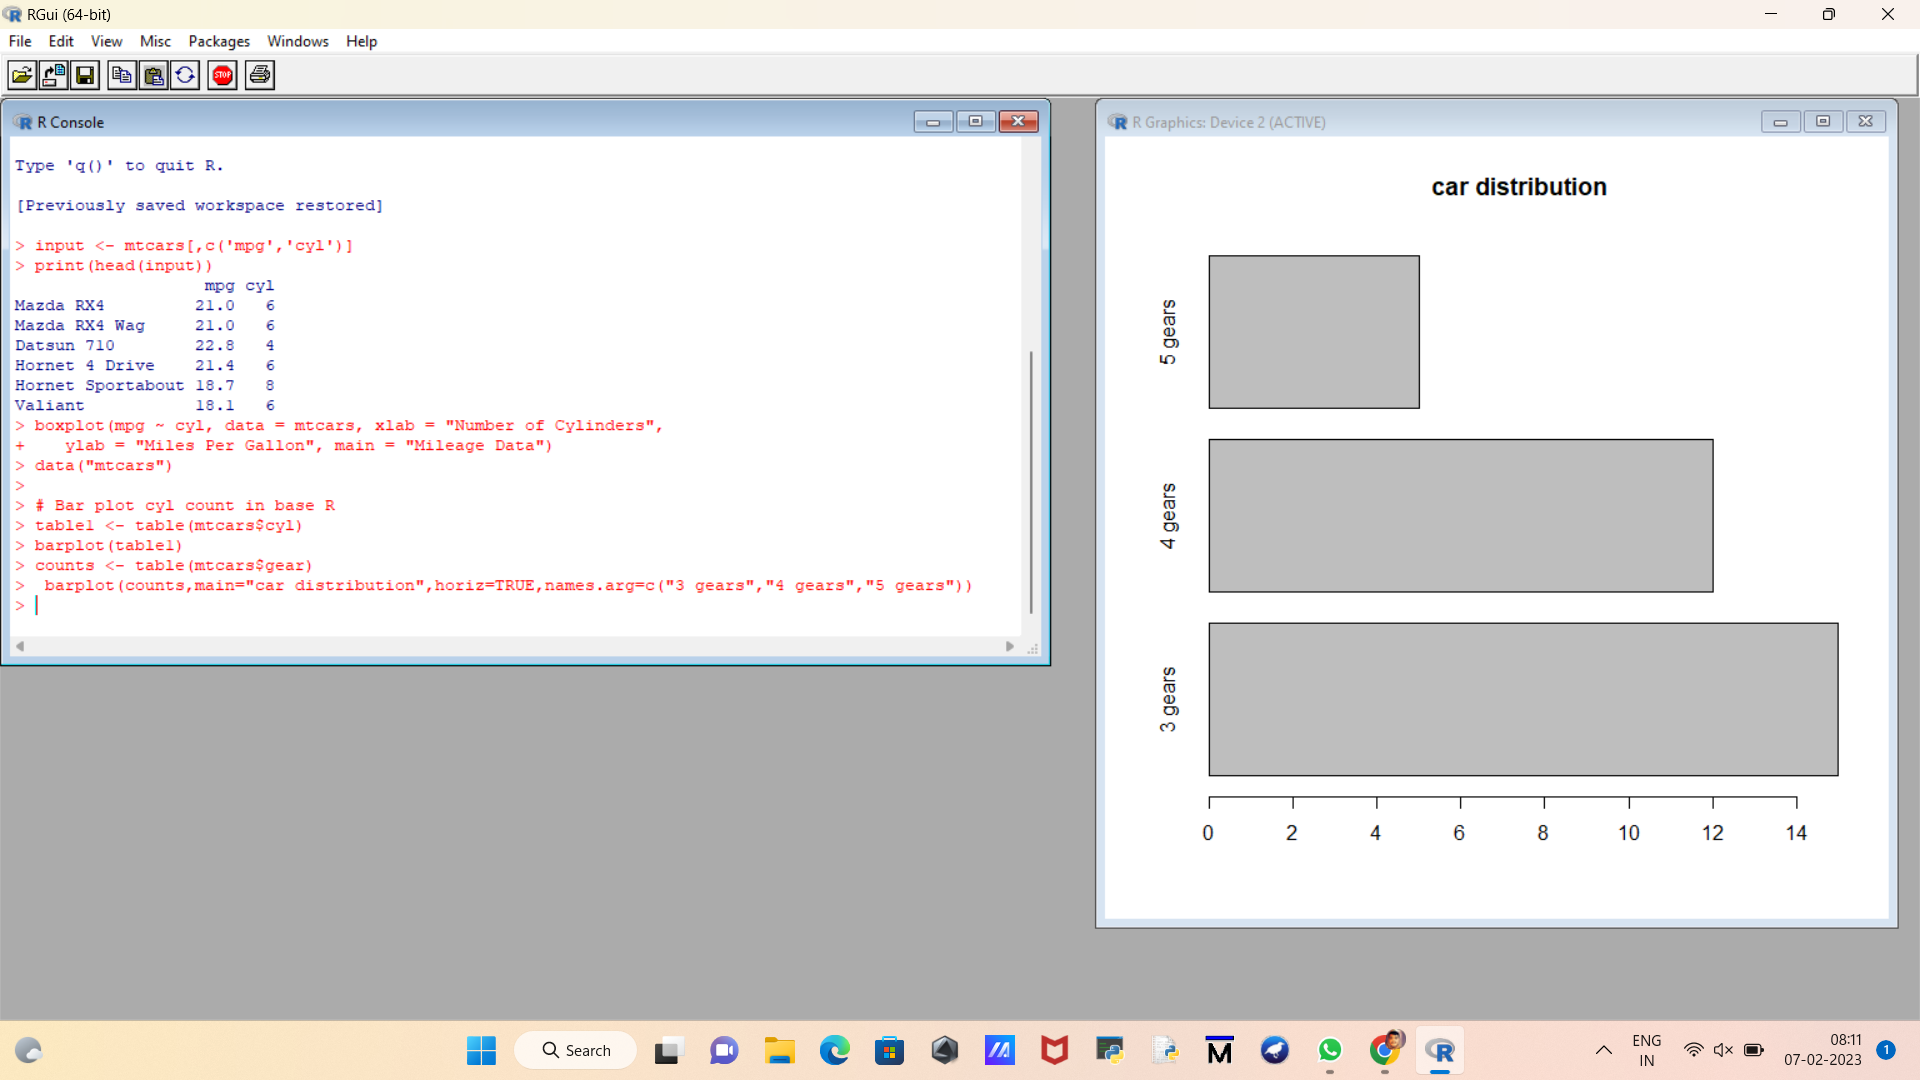 RGui (64-bit)
File Edit View Misc Packages Windows Help
STOP
R Console
Type 'q()' to quit R.
[Previously saved workspace restored]
> input <- mtcars[,c('mpg','cyl')]
> print(head(input))
                   mpg cyl
Mazda RX4         21.0   6
Mazda RX4 Wag     21.0   6
Datsun 710        22.8   4
Hornet 4 Drive    21.4   6
Hornet Sportabout 18.7   8
Valiant           18.1   6
> boxplot(mpg ~ cyl, data = mtcars, xlab = "Number of Cylinders",
+    ylab = "Miles Per Gallon", main = "Mileage Data")
> data("mtcars")
>
> # Bar plot cyl count in base R
> table1 <- table(mtcars$cyl)
> barplot(table1)
> counts <- table(mtcars$gear)
>  barplot(counts,main="car distribution",horiz=TRUE,names.arg=c("3 gears","4 gears","5 gears"))
>
R Graphics: Device 2 (ACTIVE)
car distribution
5 gears
4 gears
3 gears
0 2 4 6 8 10 12 14
Search
ENG
IN
08:11
07-02-2023
1